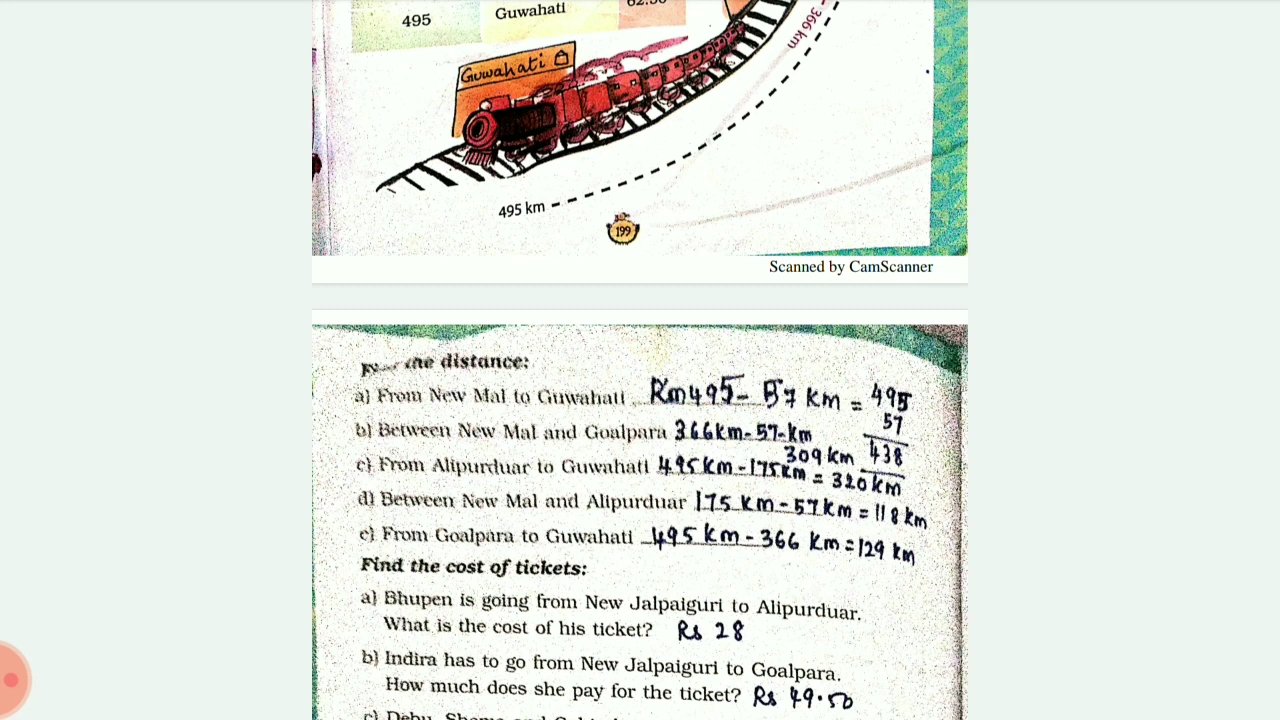 495 Guwahati
366 km
Guwahati
495 km
199
Scanned by CamScanner
the distance:
a) From New Mal to Guwahati Km495- 57 km = 495
57
438
b) Between New Mal and Goalpara 366km-57-km
309 km
c) From Alipurduar to Guwahati 495 km-175km = 320 km
d) Between New Mal and Alipurduar 175 km-57km=118 km
e) From Goalpara to Guwahati 495 km-366 km=129 km
Find the cost of tickets:
a) Bhupen is going from New Jalpaiguri to Alipurduar.
What is the cost of his ticket? Rs 28
b) Indira has to go from New Jalpaiguri to Goalpara.
How much does she pay for the ticket? Rs 49.50